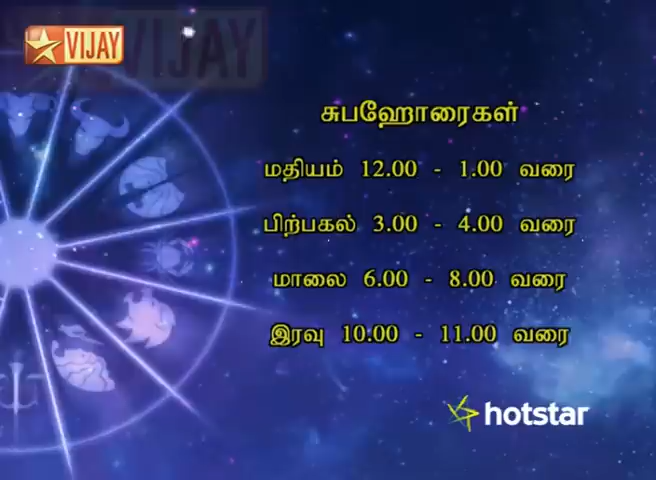 VIJAY
VIJAY
சுபஹோரைகள்
மதியம் 12.00 - 1.00 வரை
பிற்பகல் 3.00 - 4.00 வரை
மாலை 6.00 - 8.00 வரை
இரவு 10.00 - 11.00 வரை
hotstar